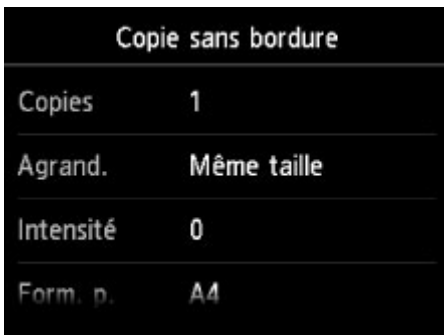 Copie sans bordure
Copies 1
Agrand. Même taille
Intensité 0
Form. p. A4